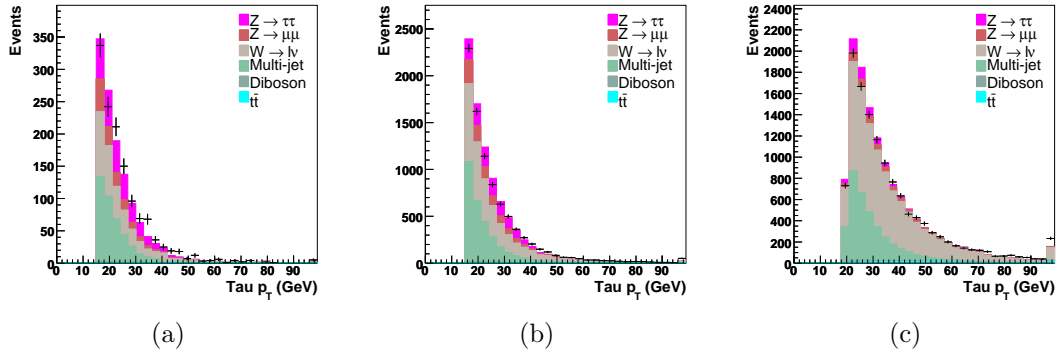 Events
350
300
250
200
150
100
50
0
0 10 20 30 40 50 60 70 80 90
Tau p_T (GeV)
Z → ττ
Z → μμ
W → lν
Multi-jet
Diboson
tt̄
(a)
Events
2500
2000
1500
1000
500
0
0 10 20 30 40 50 60 70 80 90
Tau p_T (GeV)
Z → ττ
Z → μμ
W → lν
Multi-jet
Diboson
tt̄
(b)
Events
2400
2200
2000
1800
1600
1400
1200
1000
800
600
400
200
0
0 10 20 30 40 50 60 70 80 90
Tau p_T (GeV)
Z → ττ
Z → μμ
W → lν
Multi-jet
Diboson
tt̄
(c)